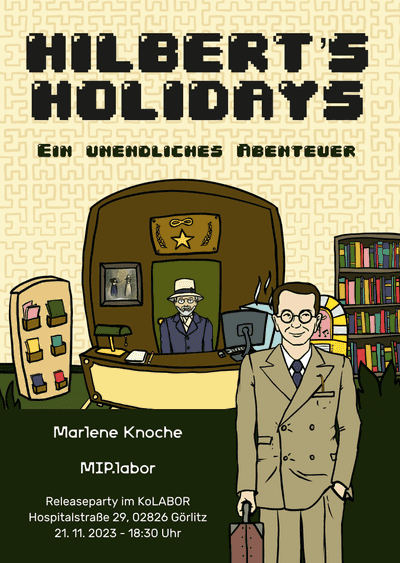 HILBERT'S
HOLIDAYS
EIN UNENDLICHES ABENTEUER
Marlene Knoche
MIP.labor
Releaseparty im KoLABOR
Hospitalstraße 29, 02826 Görlitz
21. 11. 2023 - 18:30 Uhr